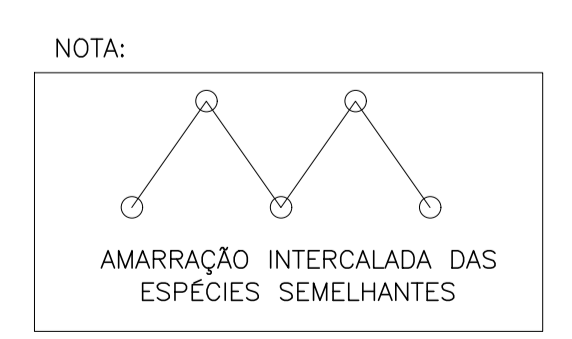 NOTA:
AMARRAÇÃO INTERCALADA DAS
ESPÉCIES SEMELHANTES